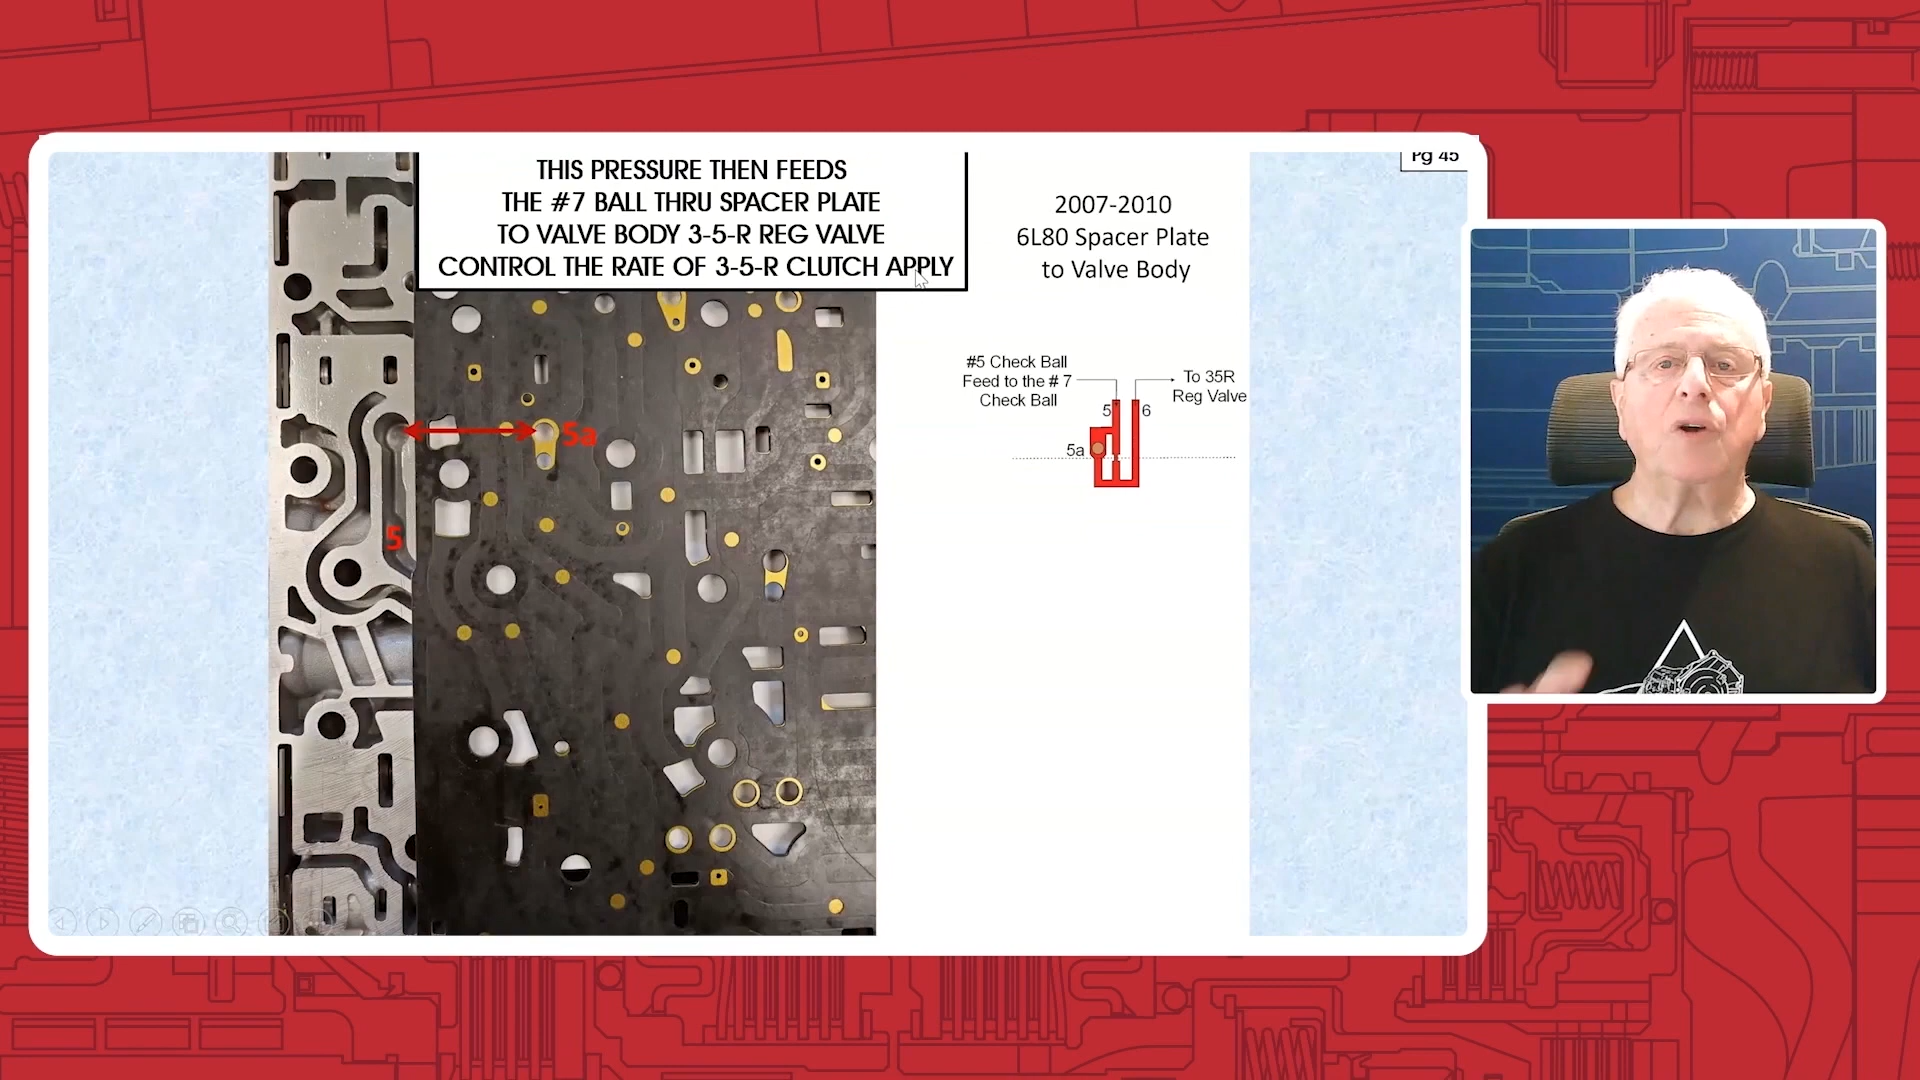 THIS PRESSURE THEN FEEDS
THE #7 BALL THRU SPACER PLATE
TO VALVE BODY 3-5-R REG VALVE
CONTROL THE RATE OF 3-5-R CLUTCH APPLY
Pg 45
2007-2010
6L80 Spacer Plate
to Valve Body
#5 Check Ball
Feed to the # 7
Check Ball
To 35R
Reg Valve
5
6
5a
5a
5